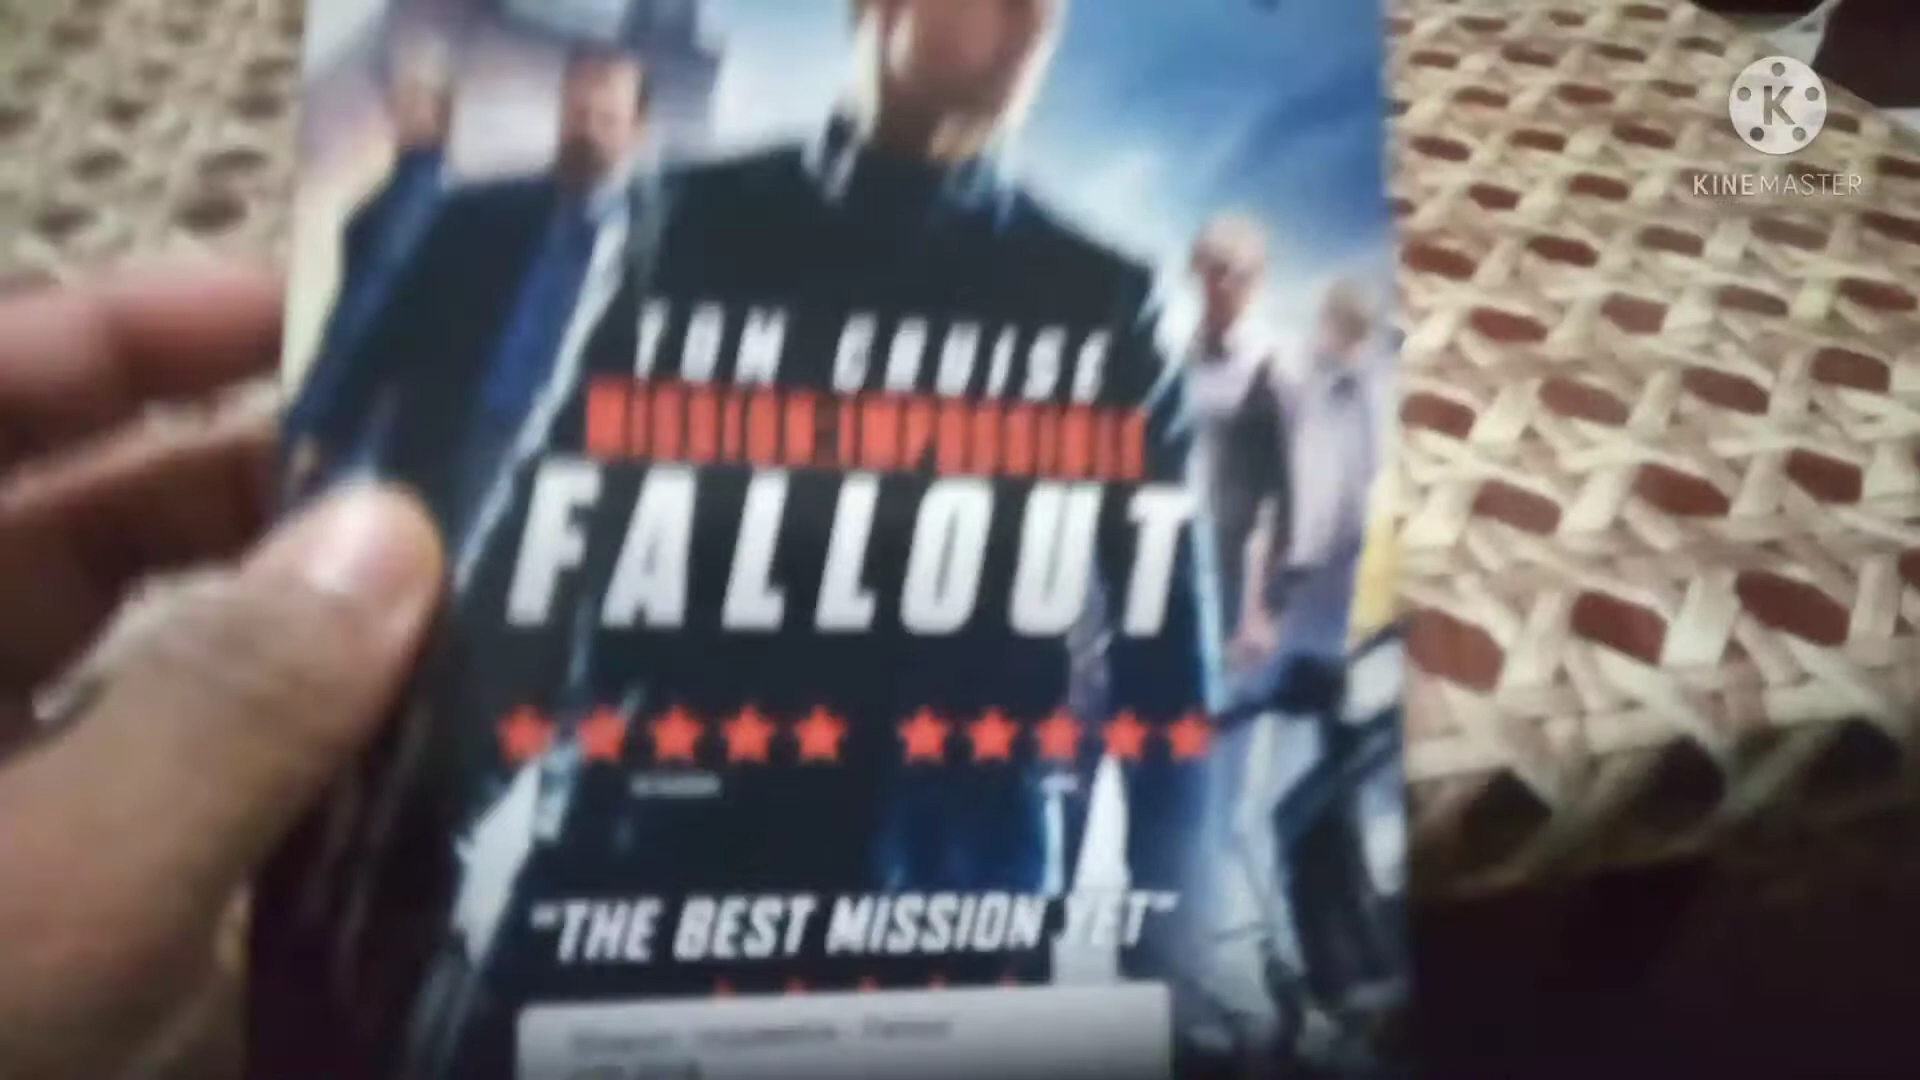 KINEMASTER
TOM CRUISE
MISSION: IMPOSSIBLE
FALLOUT
"THE BEST MISSION YET"